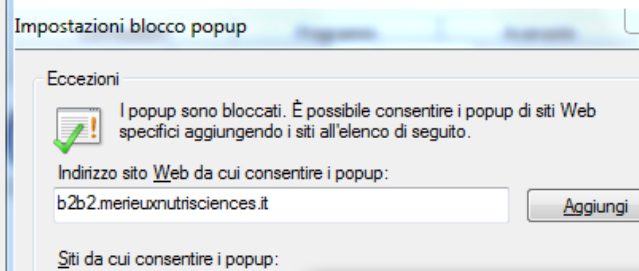 Impostazioni blocco popup
Eccezioni
I popup sono bloccati. È possibile consentire i popup di siti Web
specifici aggiungendo i siti all'elenco di seguito.
Indirizzo sito Web da cui consentire i popup:
b2b2.merieuxnutrisciences.it
Aggiungi
Siti da cui consentire i popup: